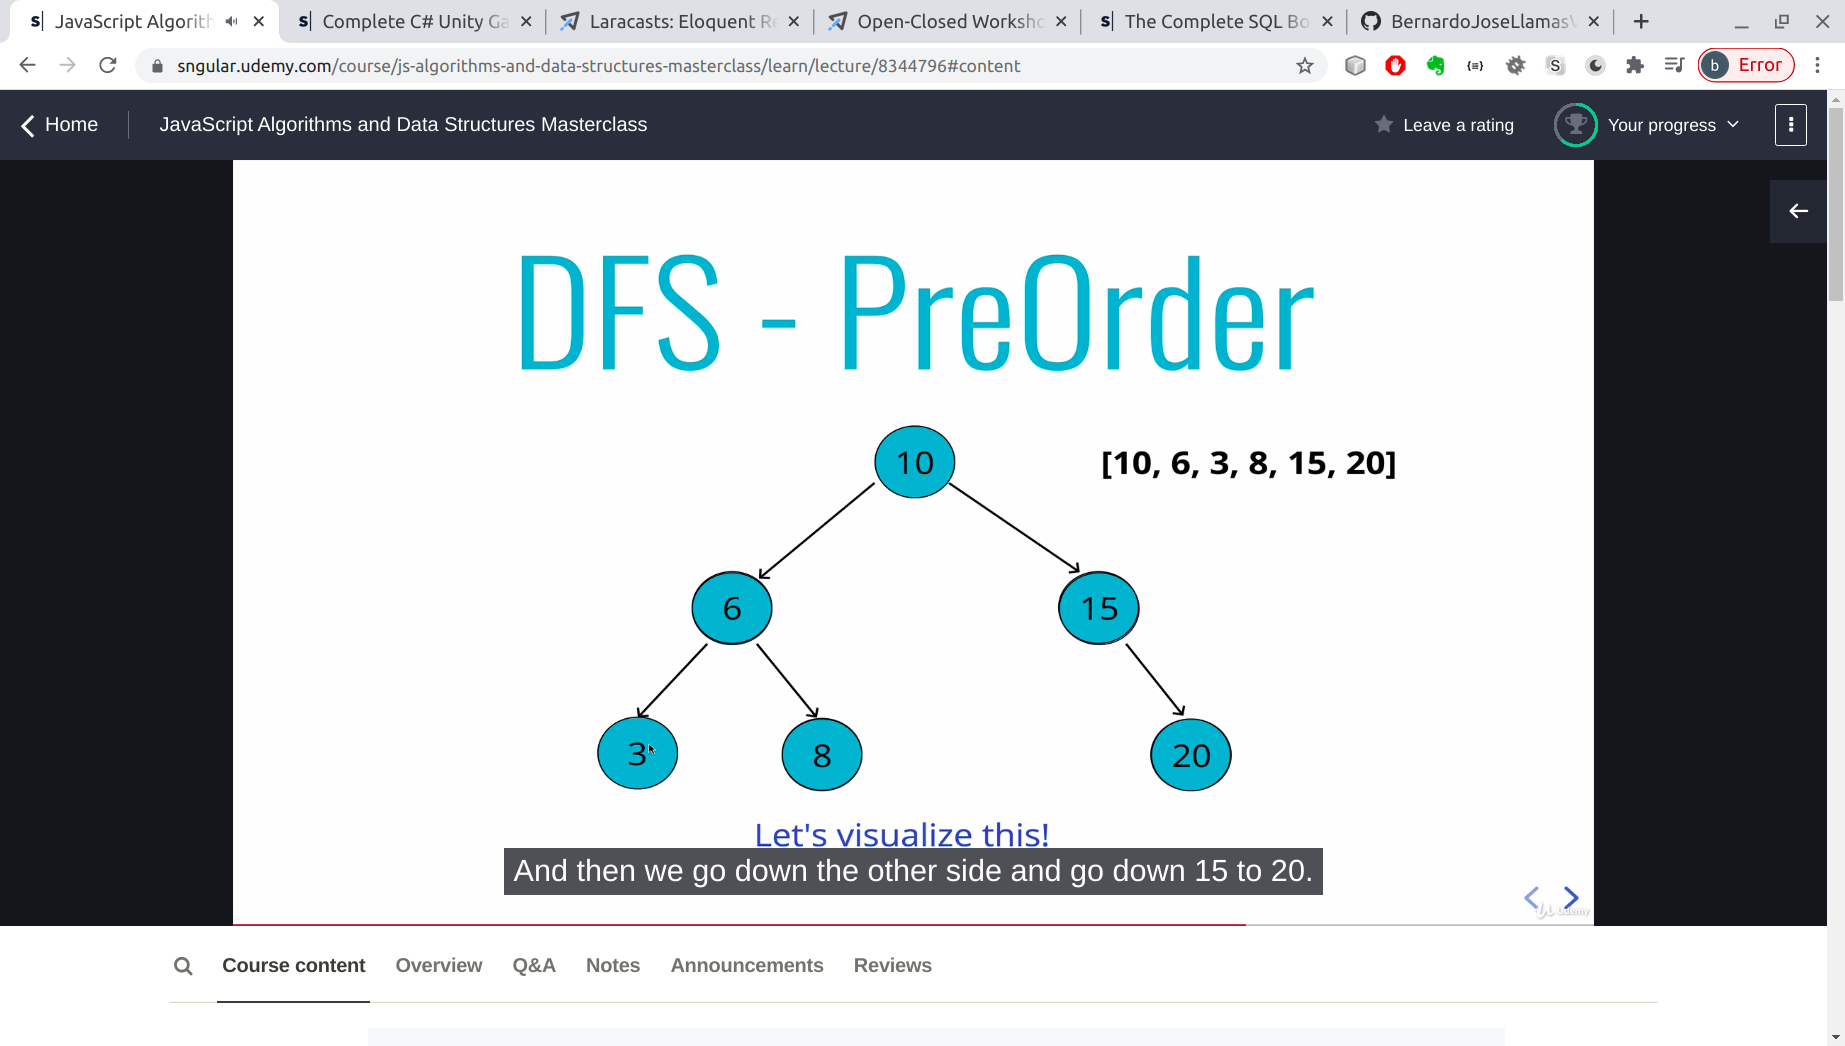 JavaScript Algorith
Complete C# Unity Ga
Laracasts: Eloquent Re
Open-Closed Worksho
The Complete SQL Bo
BernardoJoseLlamas
sngular.udemy.com/course/js-algorithms-and-data-structures-masterclass/learn/lecture/8344796#content
b Error
Home
JavaScript Algorithms and Data Structures Masterclass
Leave a rating
Your progress
DFS - PreOrder
10
[10, 6, 3, 8, 15, 20]
6
15
3
8
20
Let's visualize this!
And then we go down the other side and go down 15 to 20.
Udemy
Course content
Overview
Q&A
Notes
Announcements
Reviews